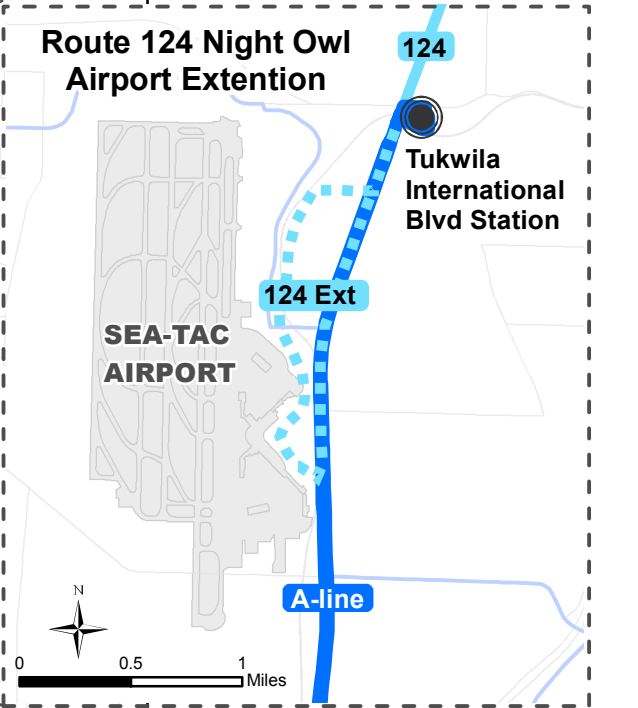 Route 124 Night Owl
Airport Extention
124
Tukwila
International
Blvd Station
124 Ext
SEA-TAC
AIRPORT
A-line
N
0 0.5 1
Miles